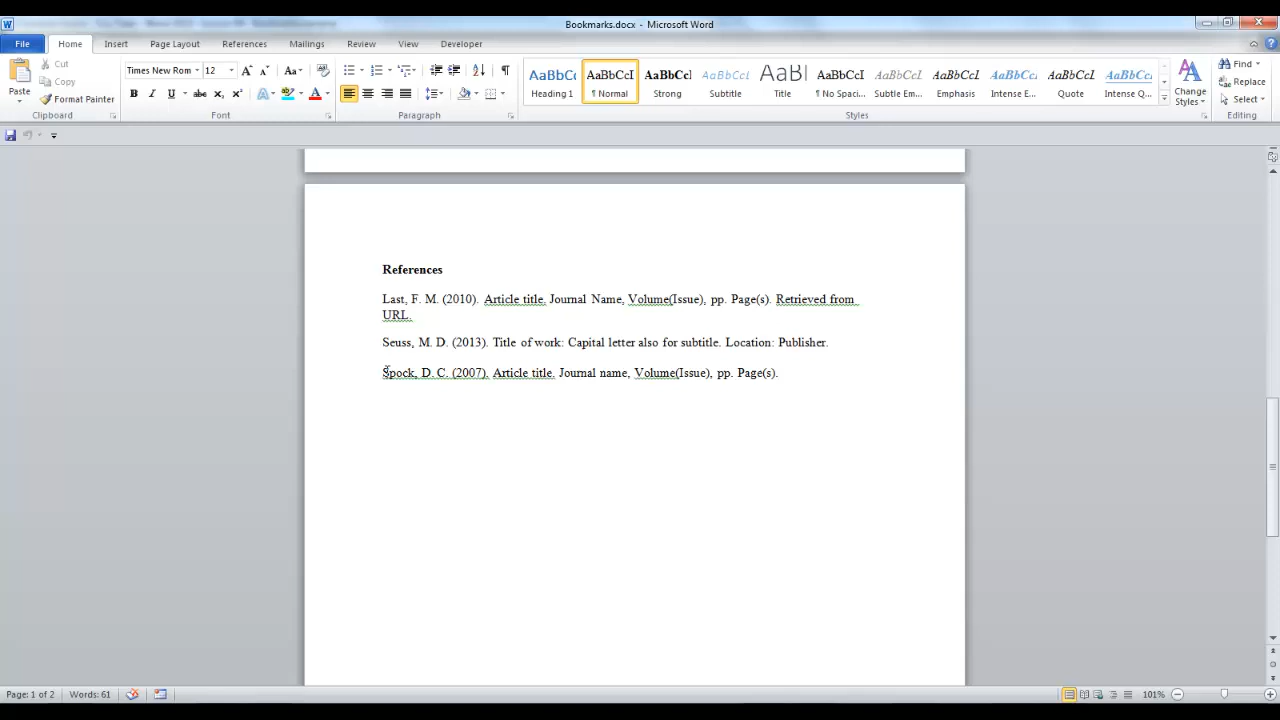 Bookmarks.docx - Microsoft Word
File Home Insert Page Layout References Mailings Review View Developer
Paste
Cut
Copy
Format Painter
Clipboard
Times New Rom 12
Font
Paragraph
AaBbCc AaBbCcI AaBbCcI AaBbCcI AaBl AaBbCcI AaBbCcI AaBbCcI AaBbCcI AaBbCcI AaBbCcI
Heading 1 ¶ Normal Strong Subtitle Title ¶ No Spaci... Subtle Em... Emphasis Intense E... Quote Intense Q...
Change
Styles
Styles
Find
Replace
Select
Editing
References
Last, F. M. (2010). Article title. Journal Name, Volume(Issue), pp. Page(s). Retrieved from
URL.
Seuss, M. D. (2013). Title of work: Capital letter also for subtitle. Location: Publisher.
Spock, D. C. (2007). Article title. Journal name, Volume(Issue), pp. Page(s).
Page: 1 of 2 Words: 61 101%